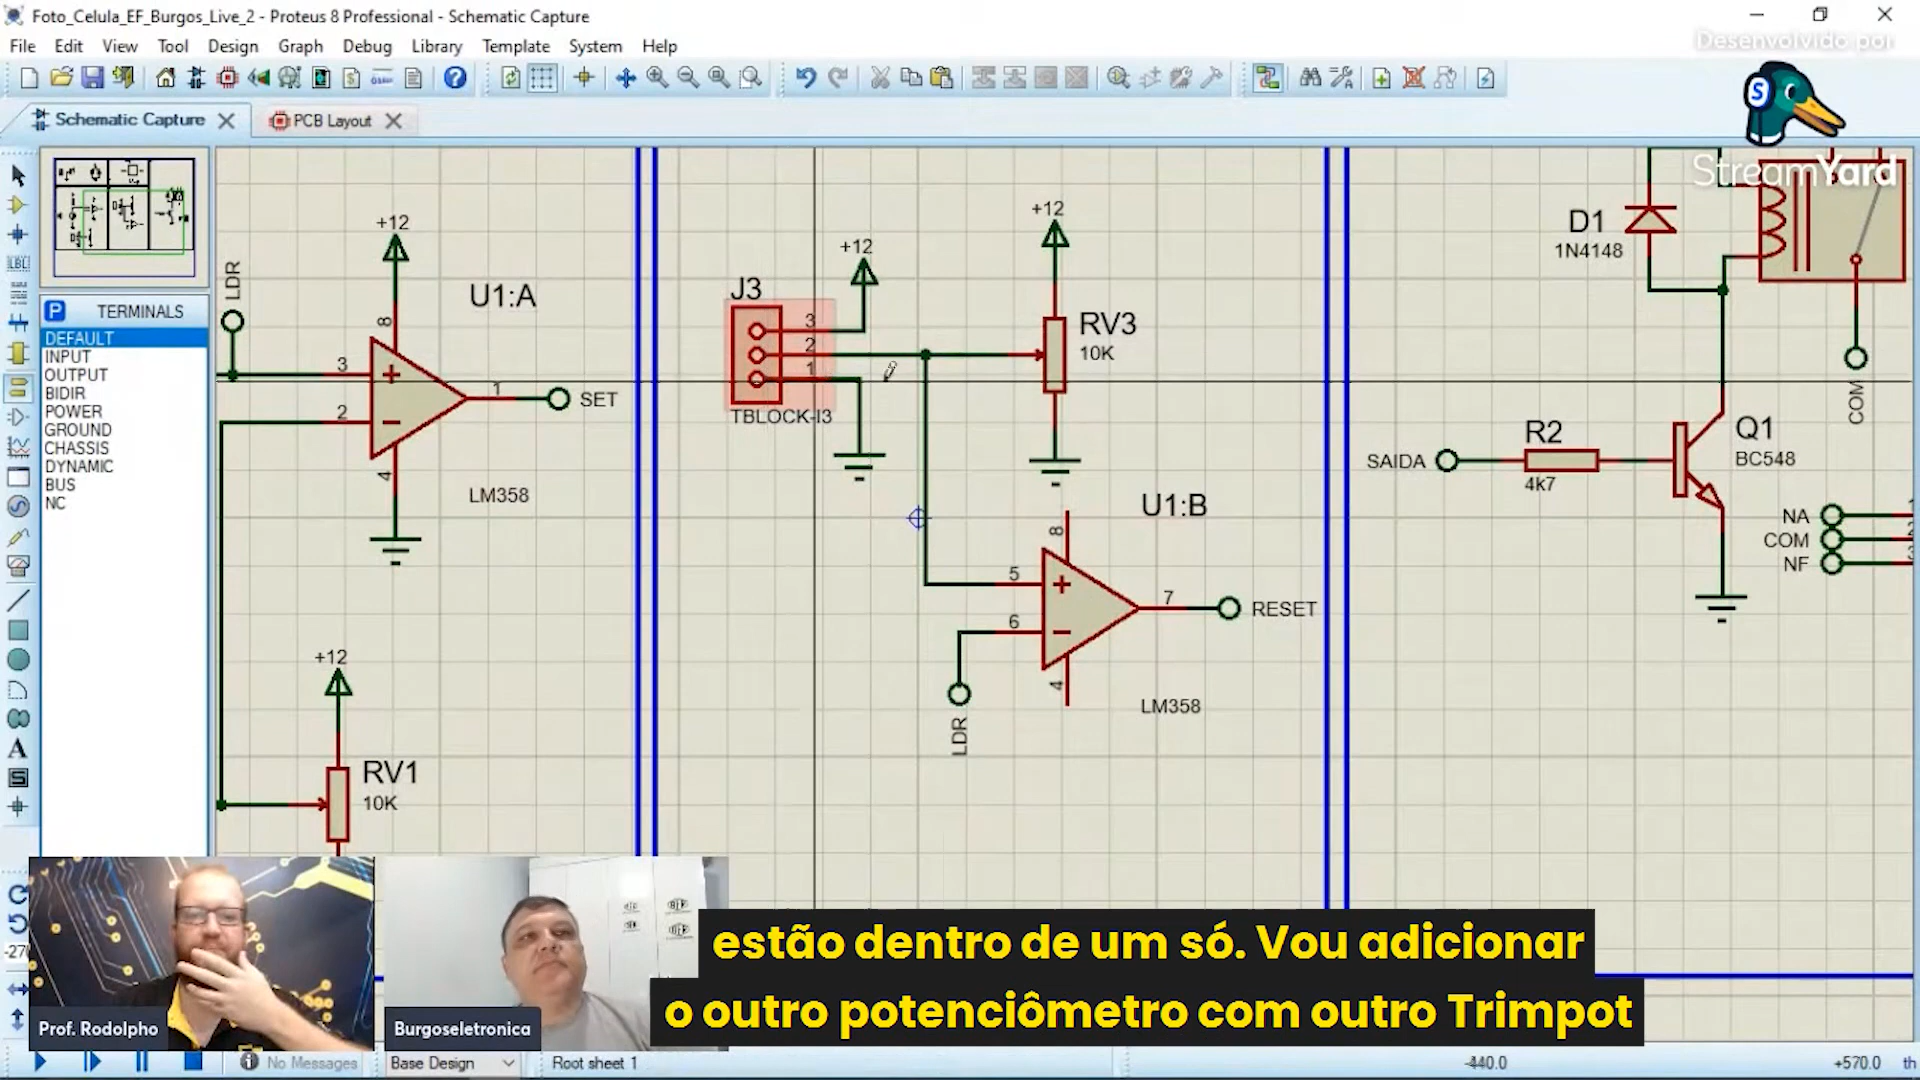 Foto_Celula_EF_Burgos_Live_2 - Proteus 8 Professional - Schematic Capture
File Edit View Tool Design Graph Debug Library Template System Help
Desenvolvido por
StreamYard
Schematic Capture
PCB Layout
P TERMINALS
DEFAULT
INPUT
OUTPUT
BIDIR
POWER
GROUND
CHASSIS
DYNAMIC
BUS
NC
LDR
+12
U1:A
8
3
2
1
4
SET
LM358
+12
RV1
10K
J3
+12
3
2
1
TBLOCK-I3
+12
RV3
10K
U1:B
8
5
6
7
4
RESET
LDR
LM358
D1
1N4148
COM
SAIDA
R2
4k7
Q1
BC548
NA
COM
NF
Prof. Rodolpho
Burgoseletronica
estão dentro de um só. Vou adicionar
o outro potenciômetro com outro Trimpot
No Messages
Base Design
Root sheet 1
-440.0
+570.0
th